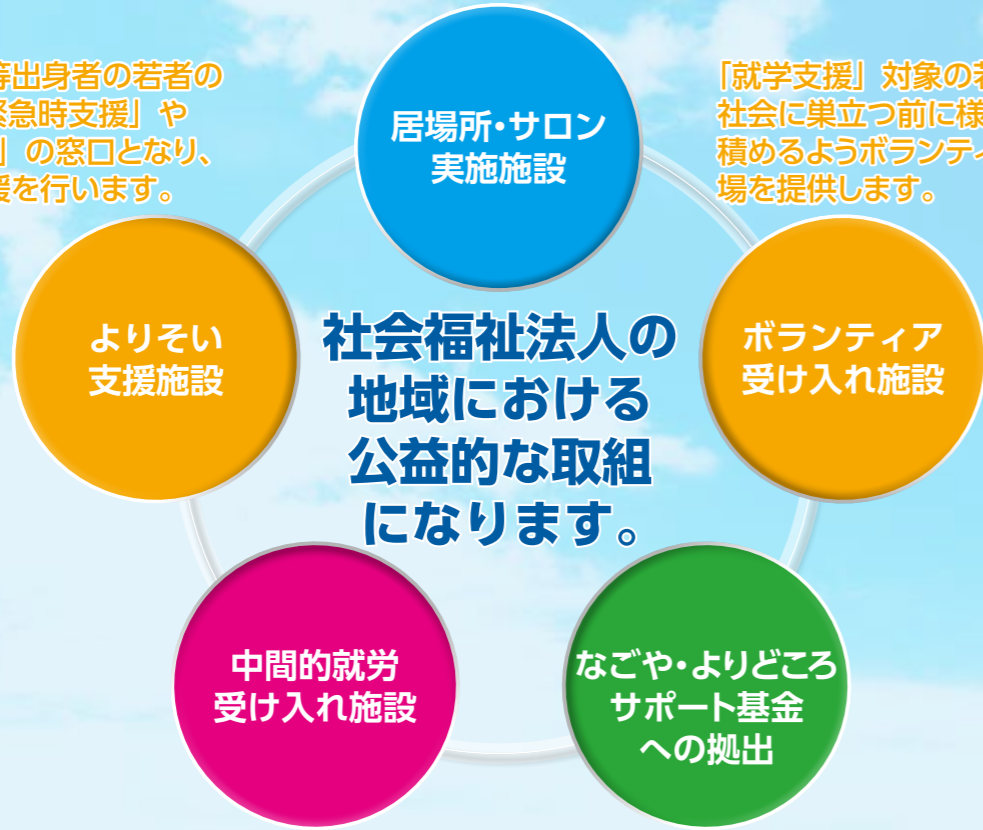 等出身者の若者の
緊急時支援」や
」の窓口となり、
援を行います。
居場所・サロン
実施施設
「就学支援」対象の若
社会に巣立つ前に様
積めるようボランティ
場を提供します。
よりそい
支援施設
社会福祉法人の
地域における
公益的な取組
になります。
ボランティア
受け入れ施設
中間的就労
受け入れ施設
なごや・よりどころ
サポート基金
への拠出